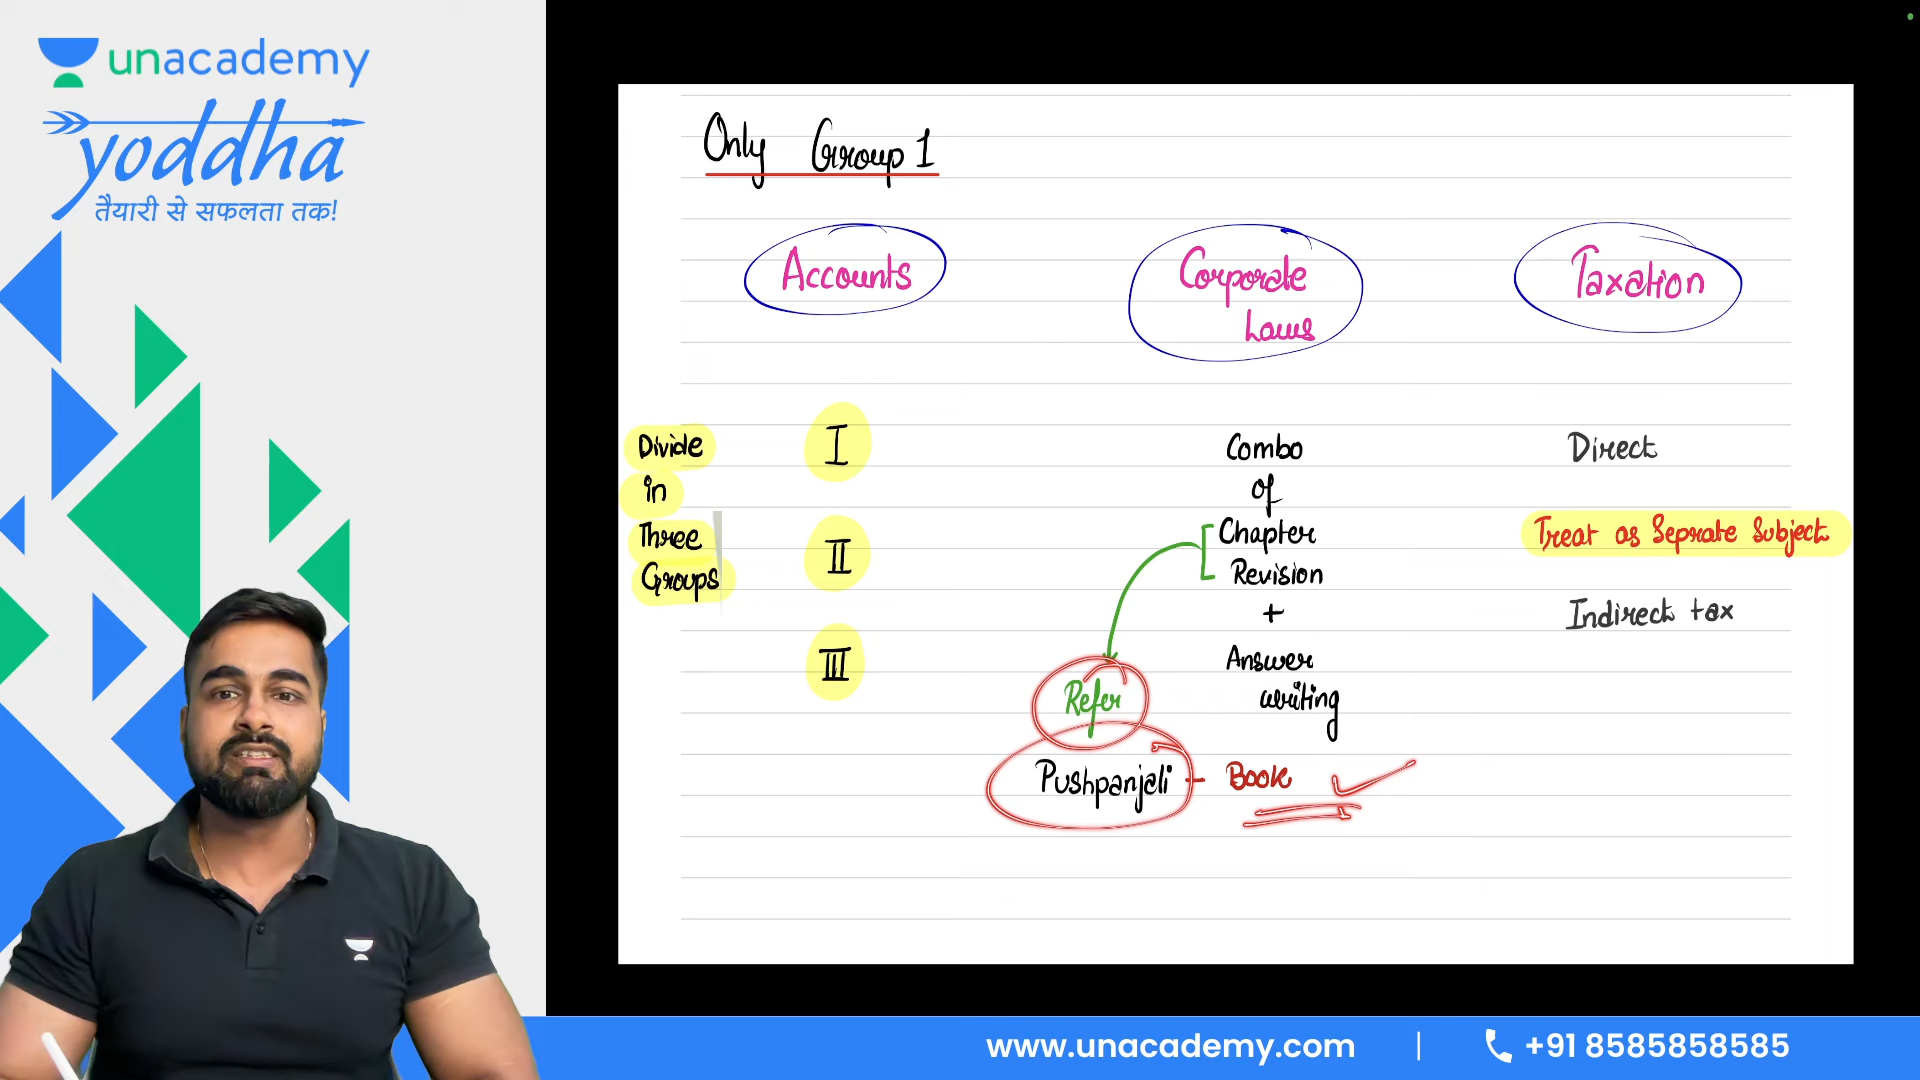 unacademy
yoddha
तैयारी से सफलता तक!
Only Group 1
Accounts
Corporate
Laws
Taxation
Divide
in
Three
Groups
I
II
III
Combo
of
Chapter
Revision
+
Answer
writing
Refer
Pushpanjali - Book
Direct
Treat as Seprate Subject
Indirect tax
www.unacademy.com | +91 8585858585